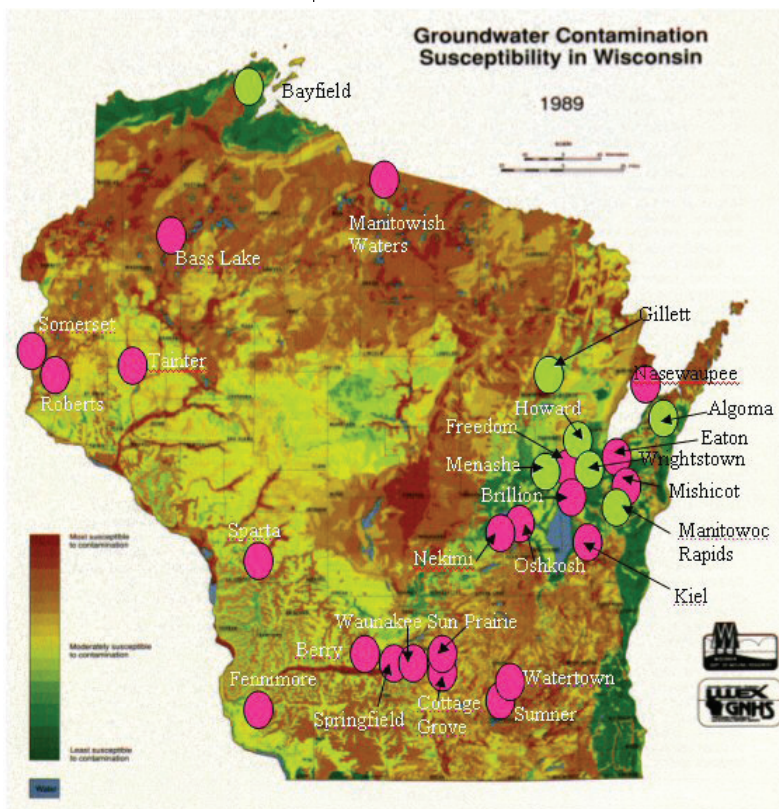 Groundwater Contamination
Susceptibility in Wisconsin
1989
Bayfield
Manitowish
Waters
Bass Lake
Gillett
Somerset
Tainter
Nasewaupee
Roberts
Howard
Algoma
Freedom
Eaton
Menasha
Wrightstown
Brillion
Mishicot
Most susceptible
to contamination
Sparta
Manitowoc
Rapids
Nekimi
Oshkosh
Kiel
Moderately susceptible
to contamination
Waunakee Sun Prairie
Berry
Fennimore
Watertown
Springfield
Cottage
Grove
Sumner
UWEX
GNHS
Least susceptible
to contamination
Water